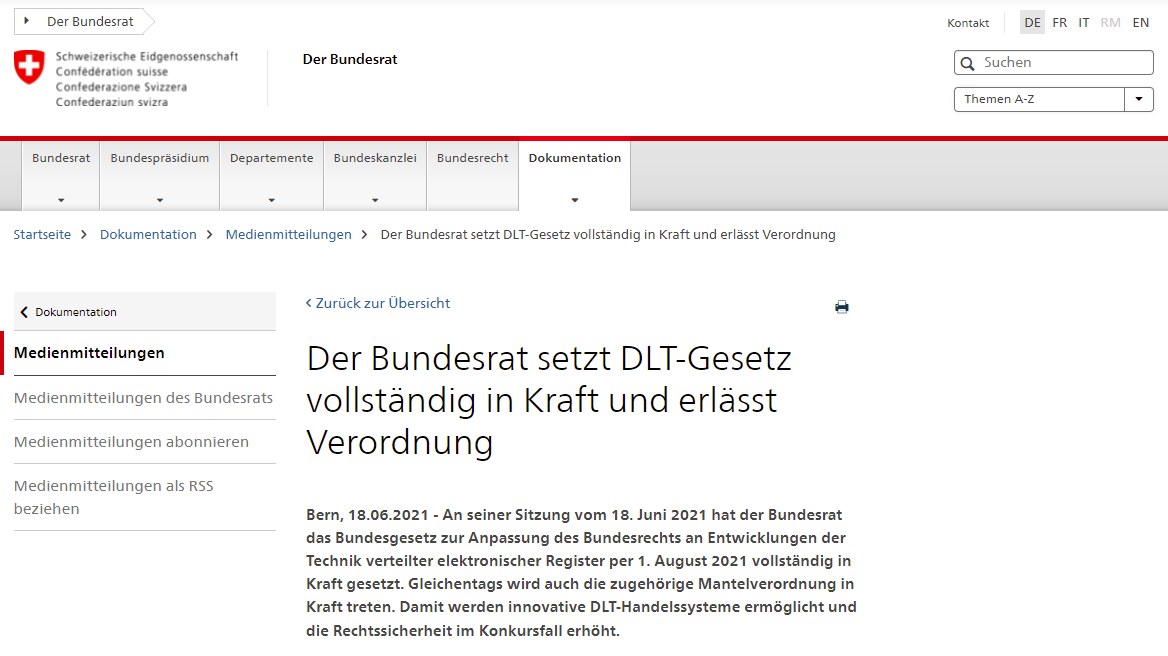 Der Bundesrat
Kontakt DE FR IT RM EN
Schweizerische Eidgenossenschaft
Confédération suisse
Confederazione Svizzera
Confederaziun svizra
Der Bundesrat
Suchen
Themen A-Z
Bundesrat Bundespräsidium Departemente Bundeskanzlei Bundesrecht Dokumentation
Startseite Dokumentation Medienmitteilungen Der Bundesrat setzt DLT-Gesetz vollständig in Kraft und erlässt Verordnung
Dokumentation
Medienmitteilungen
Medienmitteilungen des Bundesrats
Medienmitteilungen abonnieren
Medienmitteilungen als RSS
beziehen
Zurück zur Übersicht
Der Bundesrat setzt DLT-Gesetz
vollständig in Kraft und erlässt
Verordnung
Bern, 18.06.2021 - An seiner Sitzung vom 18. Juni 2021 hat der Bundesrat
das Bundesgesetz zur Anpassung des Bundesrechts an Entwicklungen der
Technik verteilter elektronischer Register per 1. August 2021 vollständig in
Kraft gesetzt. Gleichentags wird auch die zugehörige Mantelverordnung in
Kraft treten. Damit werden innovative DLT-Handelssysteme ermöglicht und
die Rechtssicherheit im Konkursfall erhöht.